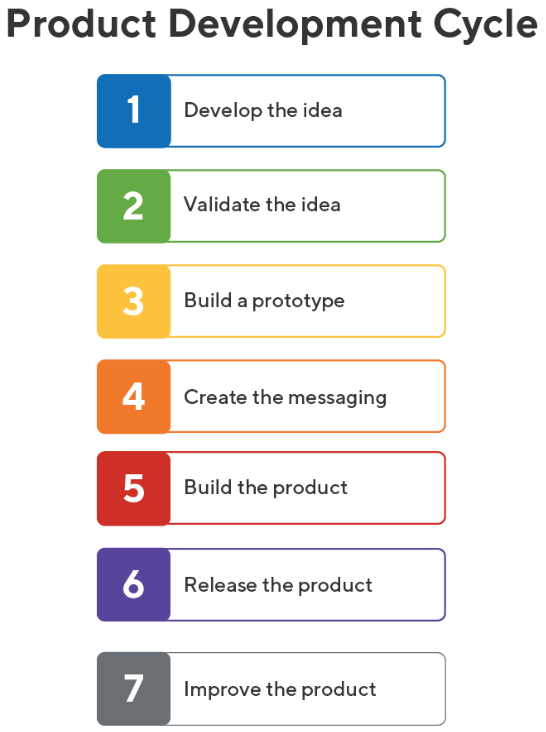 Product Development Cycle
1 Develop the idea
2 Validate the idea
3 Build a prototype
4 Create the messaging
5 Build the product
6 Release the product
7 Improve the product